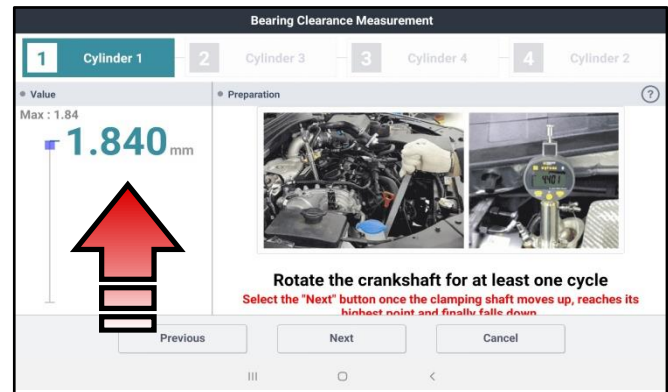 Bearing Clearance Measurement
1 Cylinder 1 2 Cylinder 3 3 Cylinder 4 4 Cylinder 2
Value
Preparation ?
Max : 1.84
1.840 mm
Rotate the crankshaft for at least one cycle
Select the "Next" button once the clamping shaft moves up, reaches its
highest point and finally falls down
Previous Next Cancel